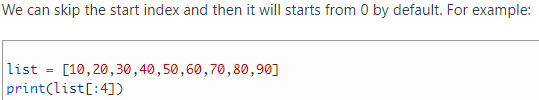 We can skip the start index and then it will starts from 0 by default. For example:
list = [10,20,30,40,50,60,70,80,90]
print(list[:4])